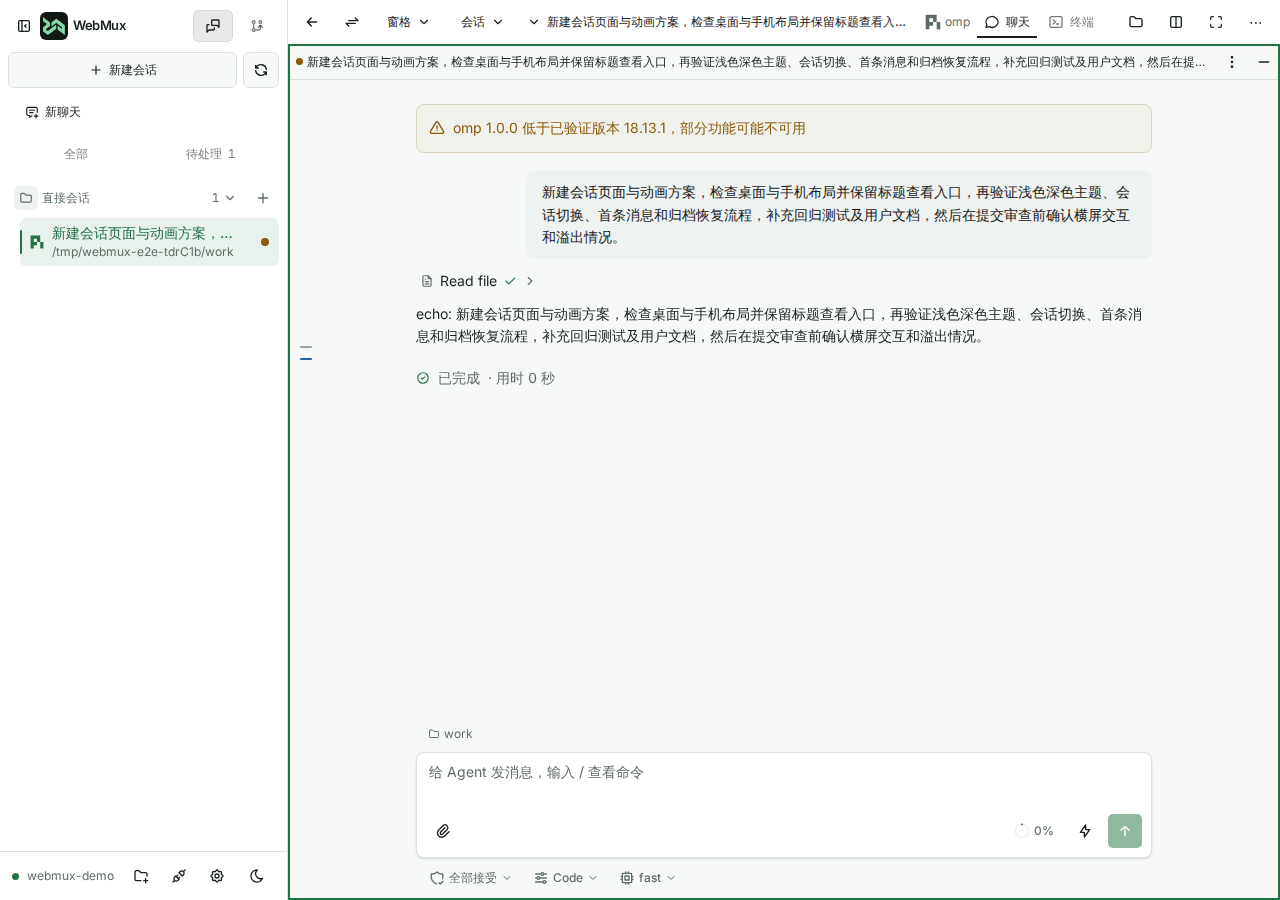 WebMux
新建会话
新聊天
全部 待处理 1
直接会话 1
新建会话页面与动画方案，...
/tmp/webmux-e2e-tdrC1b/work
webmux-demo
窗格 会话 新建会话页面与动画方案，检查桌面与手机布局并保留标题查看入... omp 聊天 终端
新建会话页面与动画方案，检查桌面与手机布局并保留标题查看入口，再验证浅色深色主题、会话切换、首条消息和归档恢复流程，补充回归测试及用户文档，然后在提...
omp 1.0.0 低于已验证版本 18.13.1，部分功能可能不可用
新建会话页面与动画方案，检查桌面与手机布局并保留标题查看入口，再验证浅色深色主题、会
话切换、首条消息和归档恢复流程，补充回归测试及用户文档，然后在提交审查前确认横屏交互
和溢出情况。
Read file
echo: 新建会话页面与动画方案，检查桌面与手机布局并保留标题查看入口，再验证浅色深色主题、会话切换、首条消
息和归档恢复流程，补充回归测试及用户文档，然后在提交审查前确认横屏交互和溢出情况。
已完成 · 用时 0 秒
work
给 Agent 发消息，输入 / 查看命令
0%
全部接受 Code fast